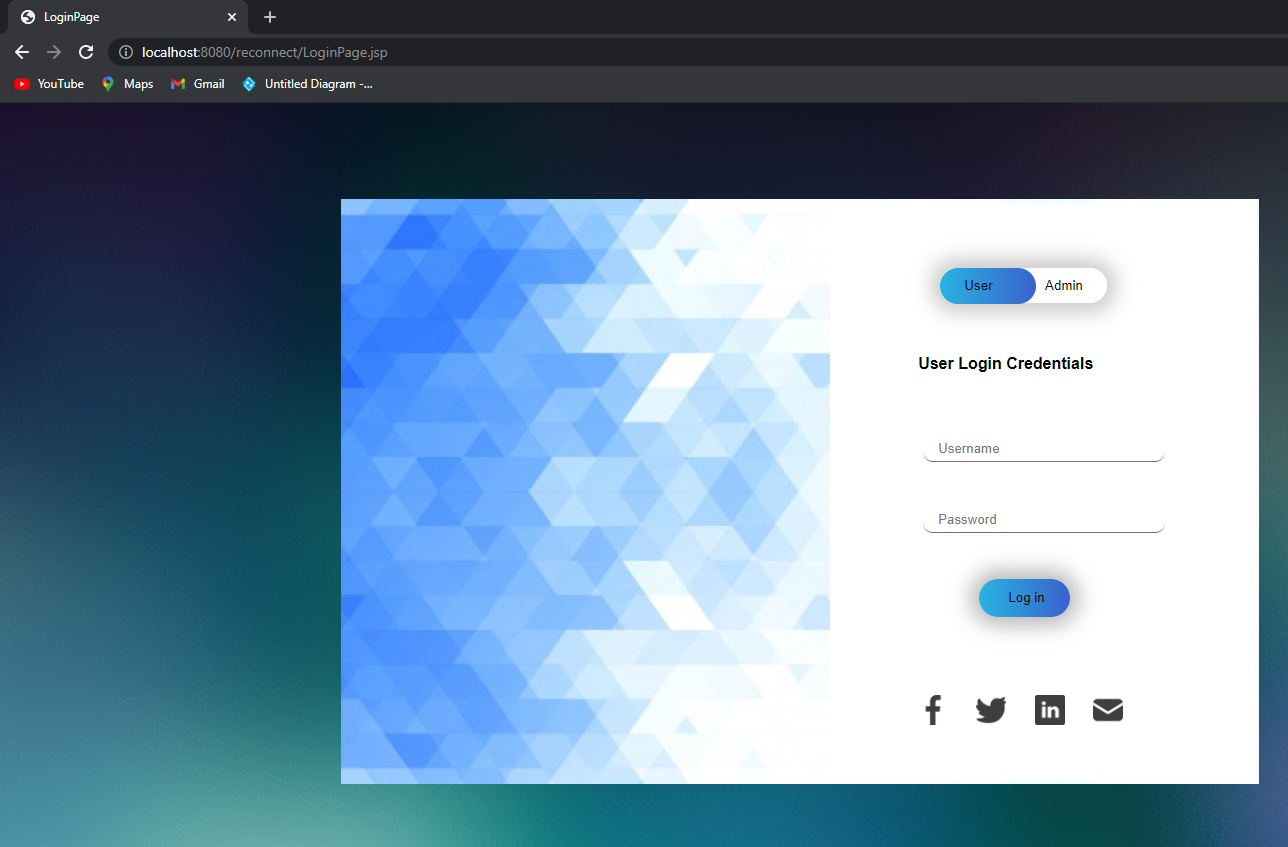 LoginPage
localhost:8080/reconnect/LoginPage.jsp
YouTube Maps Gmail Untitled Diagram -...
User Admin
User Login Credentials
Username
Password
Log in
in